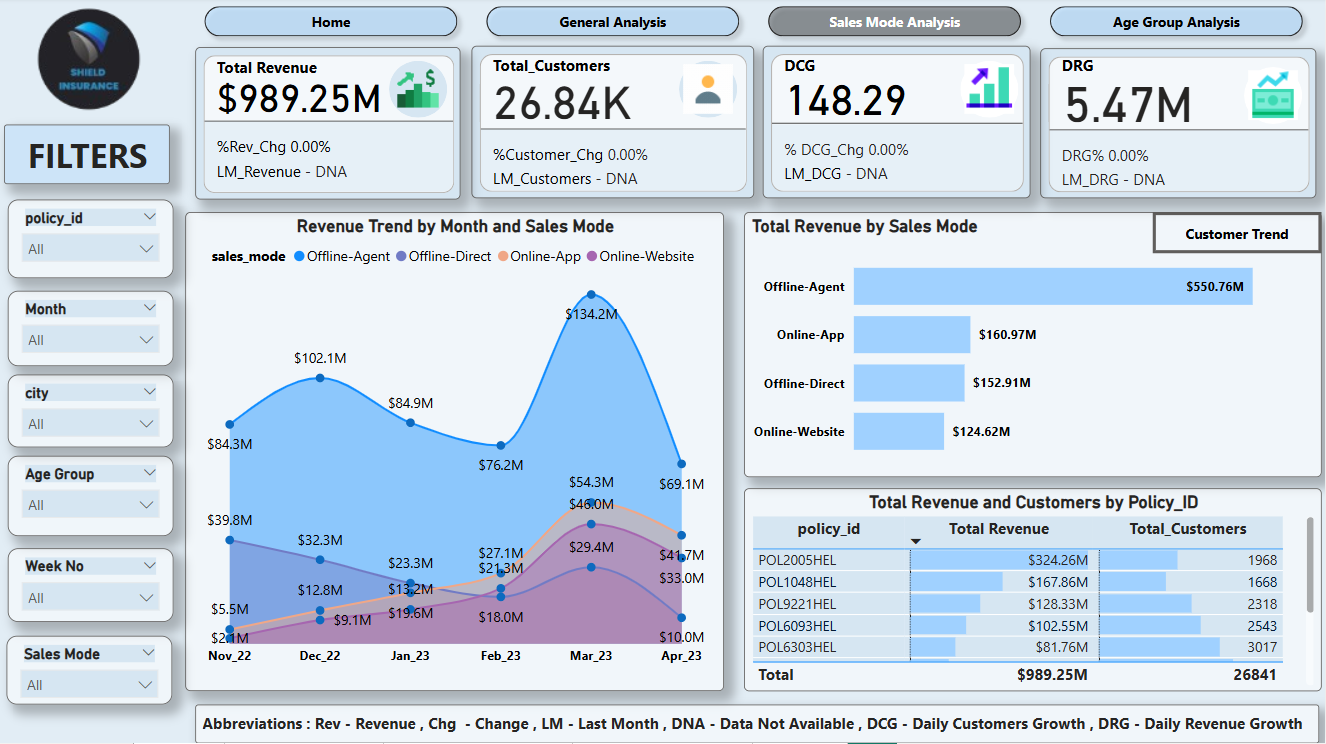 Home
General Analysis
Sales Mode Analysis
Age Group Analysis
SHIELD
INSURANCE
Total Revenue
$989.25M
%Rev_Chg 0.00%
LM_Revenue - DNA
Total_Customers
26.84K
%Customer_Chg 0.00%
LM_Customers - DNA
DCG
148.29
% DCG_Chg 0.00%
LM_DCG - DNA
DRG
5.47M
DRG% 0.00%
LM_DRG - DNA
FILTERS
policy_id
All
Month
All
city
All
Age Group
All
Week No
All
Sales Mode
All
Revenue Trend by Month and Sales Mode
sales_mode Offline-Agent Offline-Direct Online-App Online-Website
$134.2M
$102.1M
$84.9M
$84.3M
$76.2M
$69.1M
$54.3M
$46.0M
$39.8M
$32.3M
$29.4M
$27.1M
$21.3M
$23.3M
$41.7M
$33.0M
$13.2M
$12.8M
$19.6M
$18.0M
$5.5M
$9.1M
$10.0M
Nov_22 Dec_22 Jan_23 Feb_23 Mar_23 Apr_23
Total Revenue by Sales Mode
Customer Trend
Offline-Agent $550.76M
Online-App $160.97M
Offline-Direct $152.91M
Online-Website $124.62M
Total Revenue and Customers by Policy_ID
policy_id Total Revenue Total_Customers
POL2005HEL $324.26M 1968
POL1048HEL $167.86M 1668
POL9221HEL $128.33M 2318
POL6093HEL $102.55M 2543
POL6303HEL $81.76M 3017
Total $989.25M 26841
Abbreviations : Rev - Revenue , Chg - Change , LM - Last Month , DNA - Data Not Available , DCG - Daily Customers Growth , DRG - Daily Revenue Growth